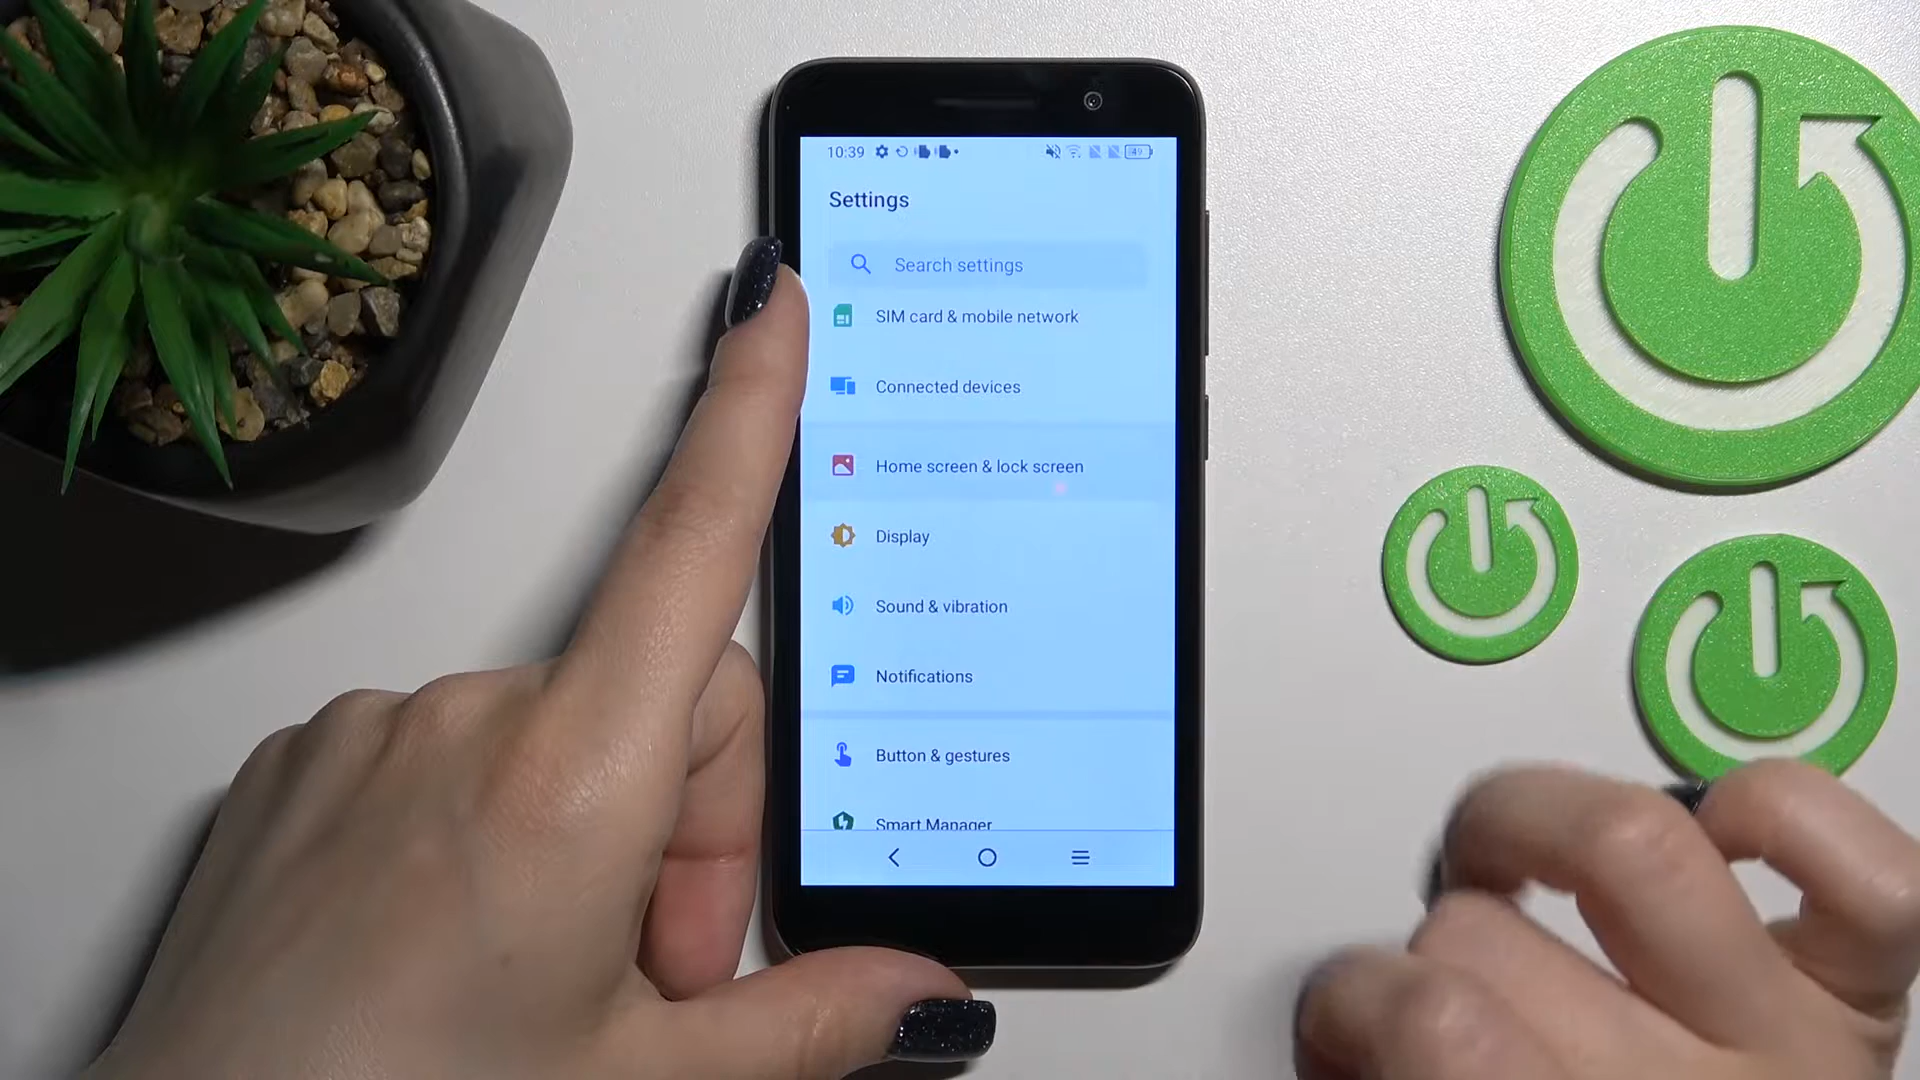 10:39 49
Settings
Search settings
SIM card & mobile network
Connected devices
Home screen & lock screen
Display
Sound & vibration
Notifications
Button & gestures
Smart Manager